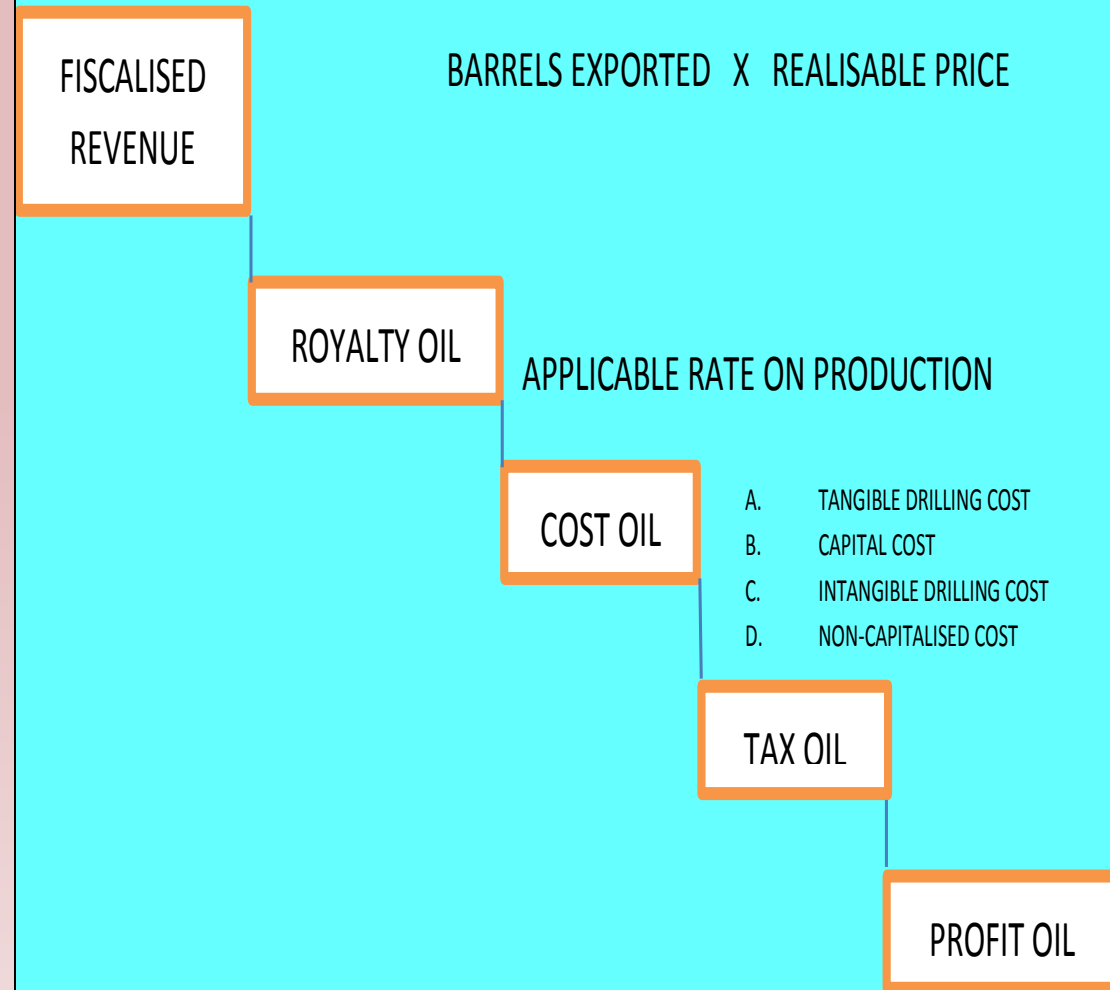 FISCALISED
REVENUE
BARRELS EXPORTED X REALISABLE PRICE
ROYALTY OIL
APPLICABLE RATE ON PRODUCTION
COST OIL
A. TANGIBLE DRILLING COST
B. CAPITAL COST
C. INTANGIBLE DRILLING COST
D. NON-CAPITALISED COST
TAX OIL
PROFIT OIL